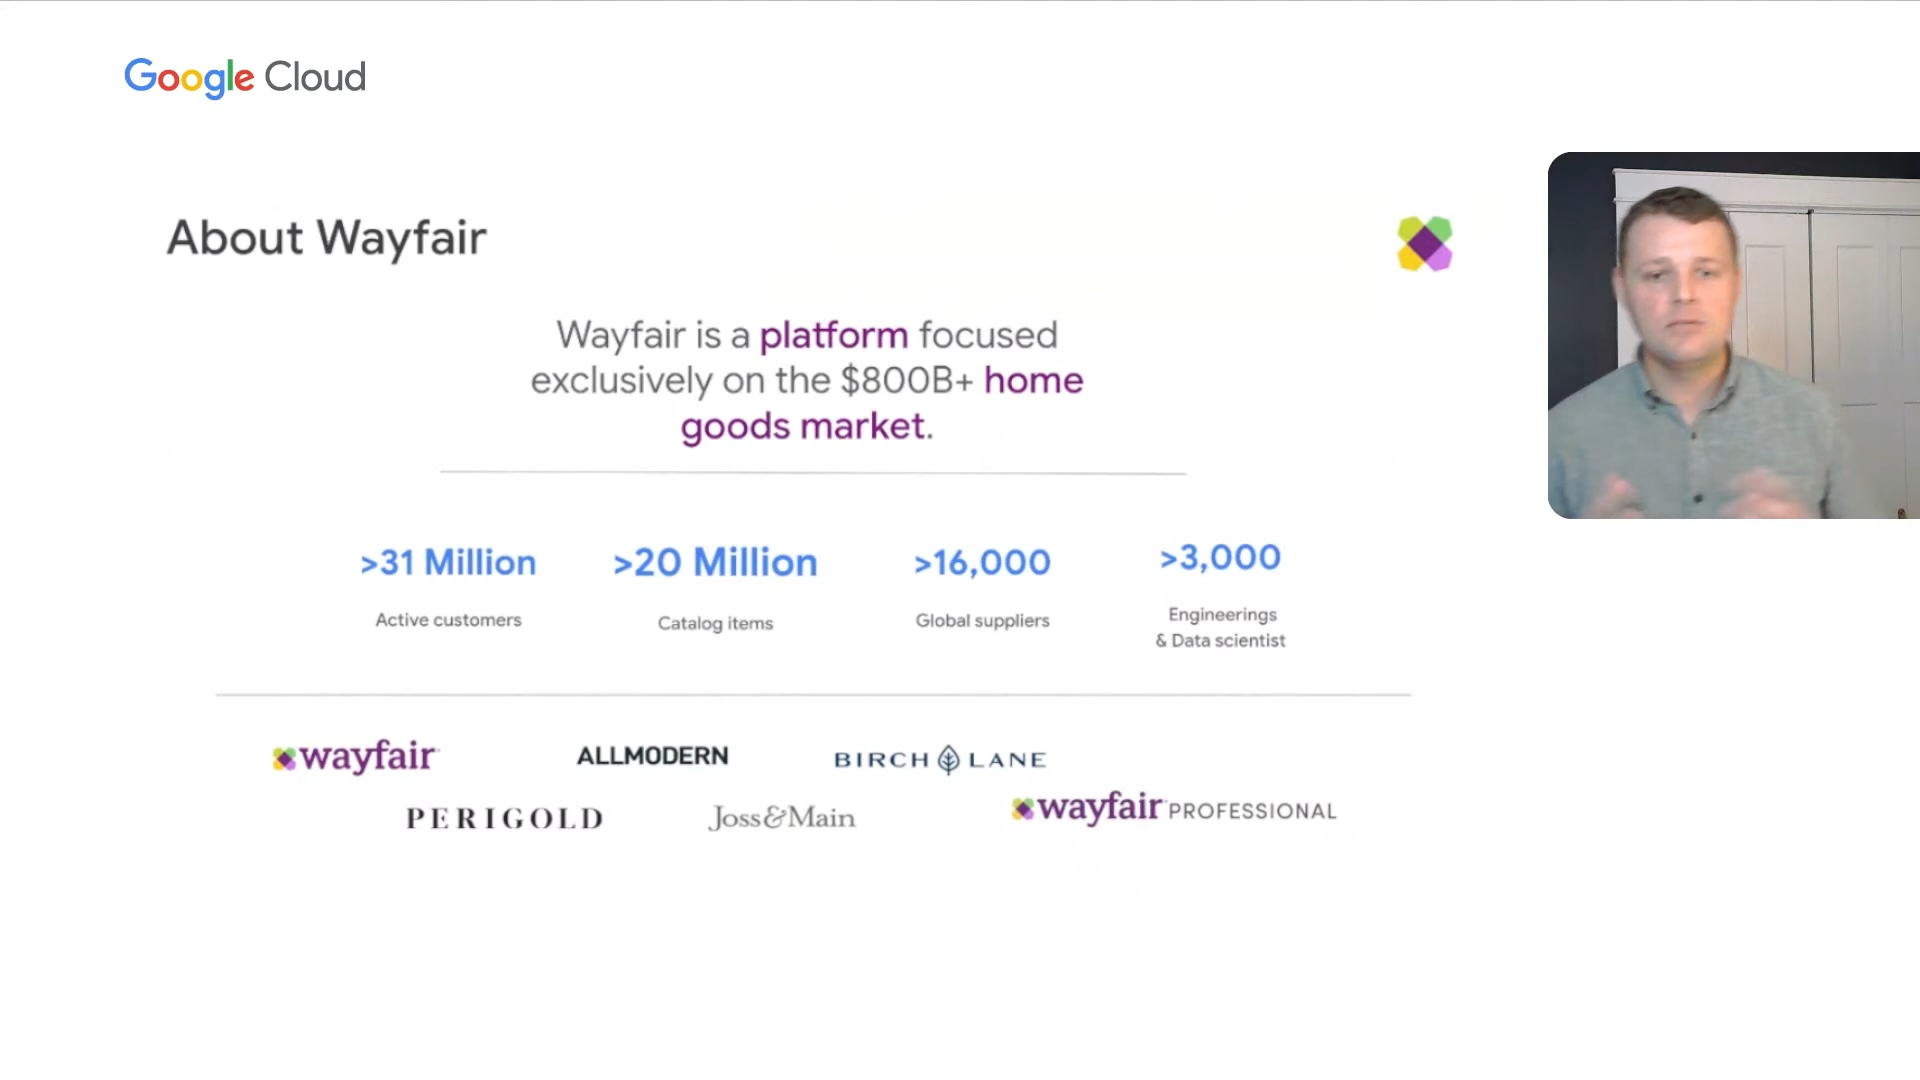 Google Cloud
About Wayfair
Wayfair is a platform focused
exclusively on the $800B+ home
goods market.
>31 Million
Active customers
>20 Million
Catalog items
>16,000
Global suppliers
>3,000
Engineerings
& Data scientist
wayfair
ALLMODERN
BIRCH LANE
PERIGOLD
Joss&Main
wayfair PROFESSIONAL